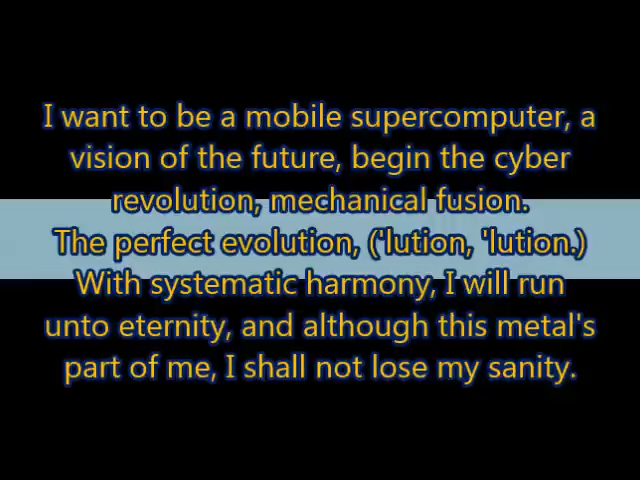 I want to be a mobile supercomputer, a
vision of the future, begin the cyber
revolution, mechanical fusion.
The perfect evolution, ('lution, 'lution.)
With systematic harmony, I will run
unto eternity, and although this metal's
part of me, I shall not lose my sanity.